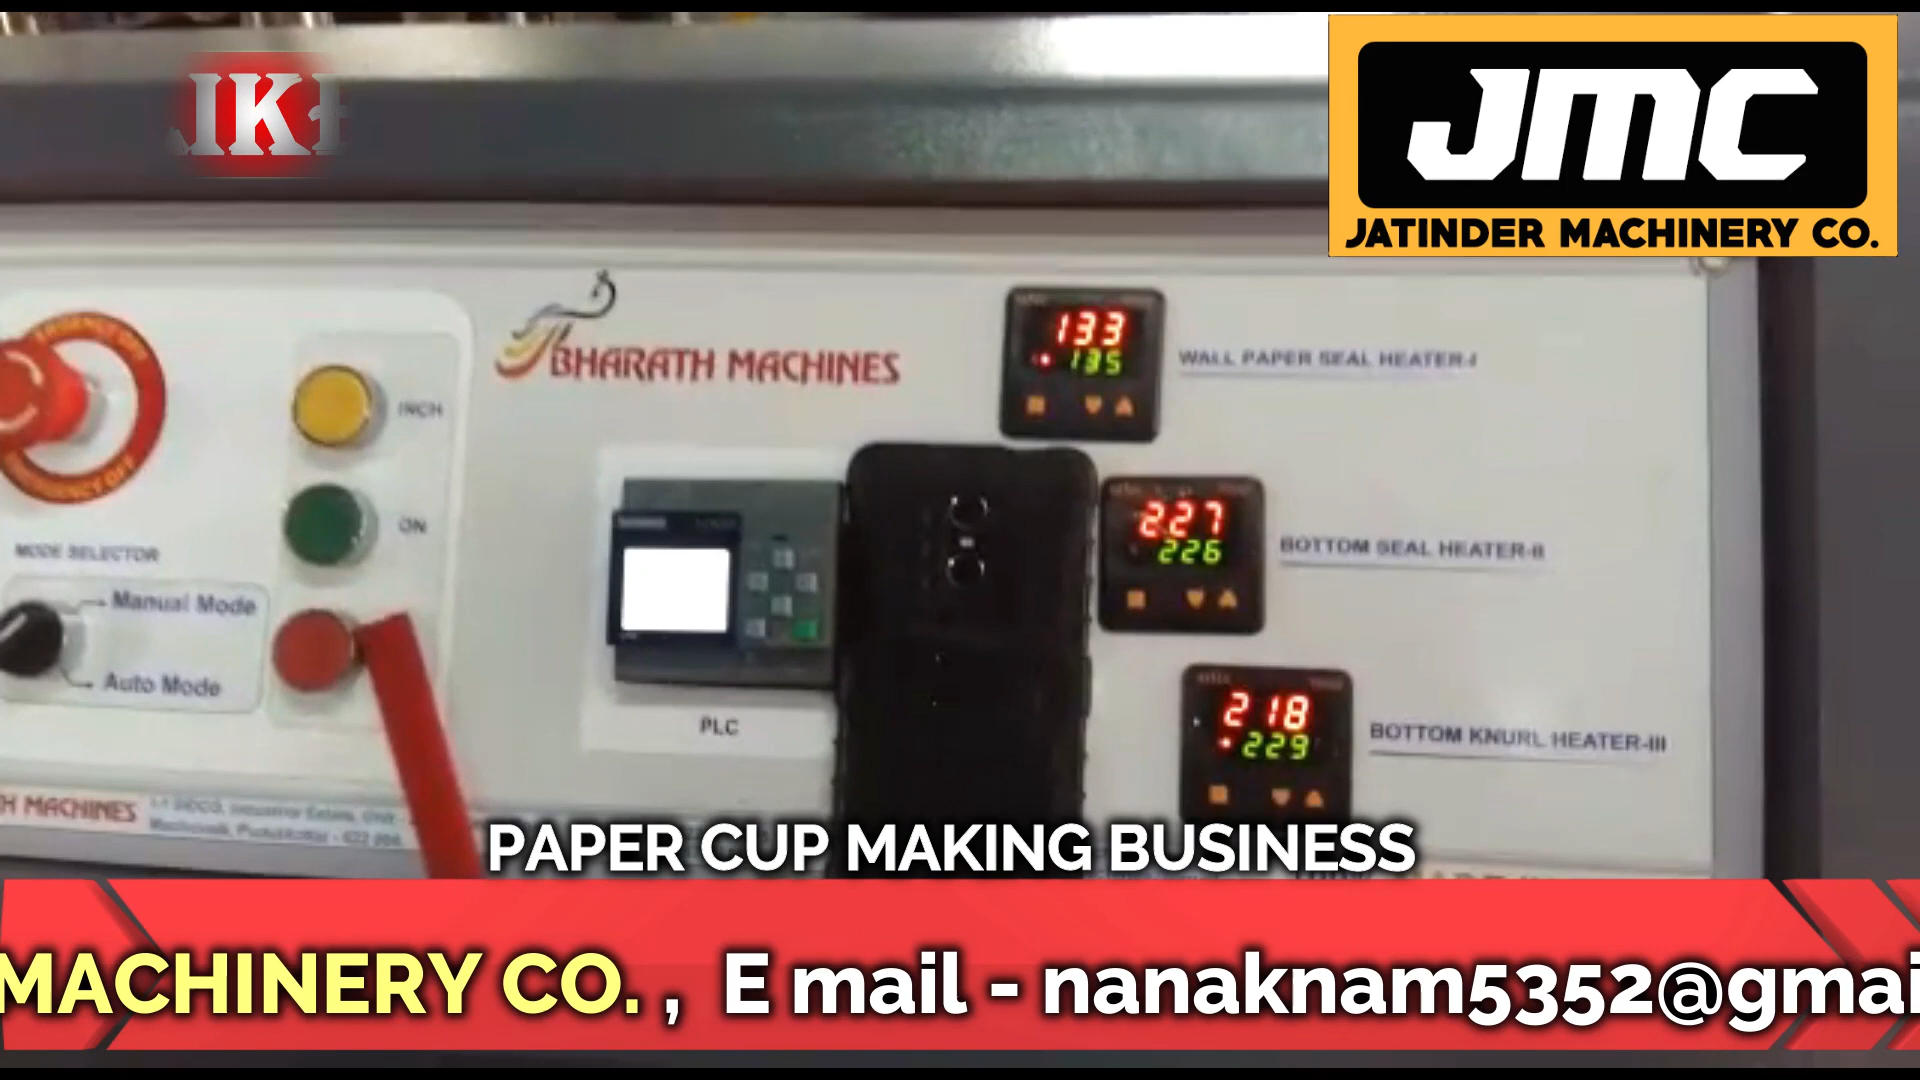 JMC
JATINDER MACHINERY CO.
BHARATH MACHINES
133
135
WALL PAPER SEAL HEATER-I
INCH
ON
227
226
BOTTOM SEAL HEATER-II
MODE SELECTOR
Manual Mode
Auto Mode
PLC
218
229
BOTTOM KNURL HEATER-III
H MACHINES
PAPER CUP MAKING BUSINESS
MACHINERY CO. , E mail - nanaknam5352@gmai